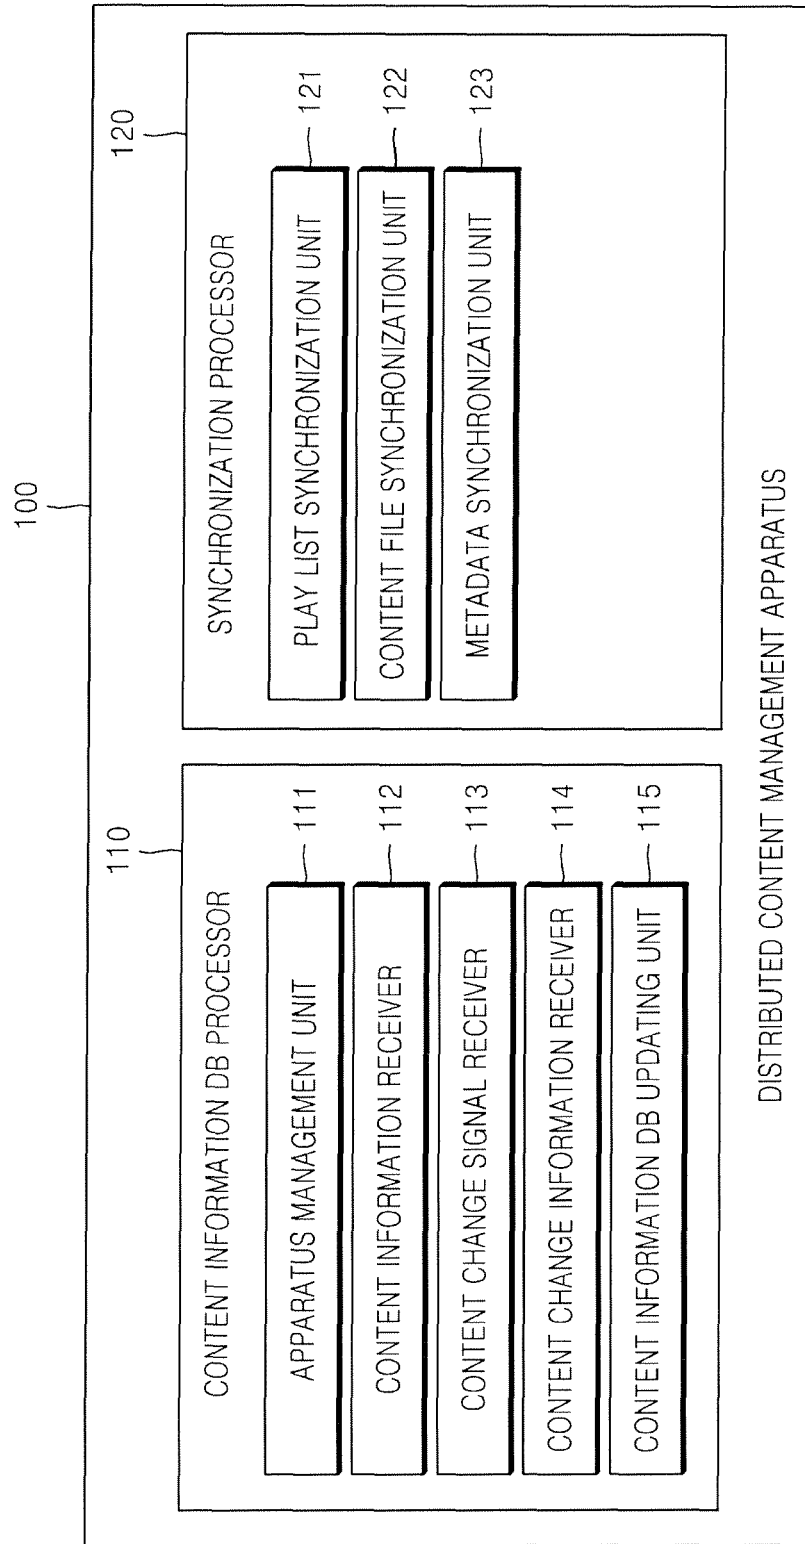 100
110
CONTENT INFORMATION DB PROCESSOR
APPARATUS MANAGEMENT UNIT
111
CONTENT INFORMATION RECEIVER
112
CONTENT CHANGE SIGNAL RECEIVER
113
CONTENT CHANGE INFORMATION RECEIVER
114
CONTENT INFORMATION DB UPDATING UNIT
115
120
SYNCHRONIZATION PROCESSOR
PLAY LIST SYNCHRONIZATION UNIT
121
CONTENT FILE SYNCHRONIZATION UNIT
122
METADATA SYNCHRONIZATION UNIT
123
DISTRIBUTED CONTENT MANAGEMENT APPARATUS